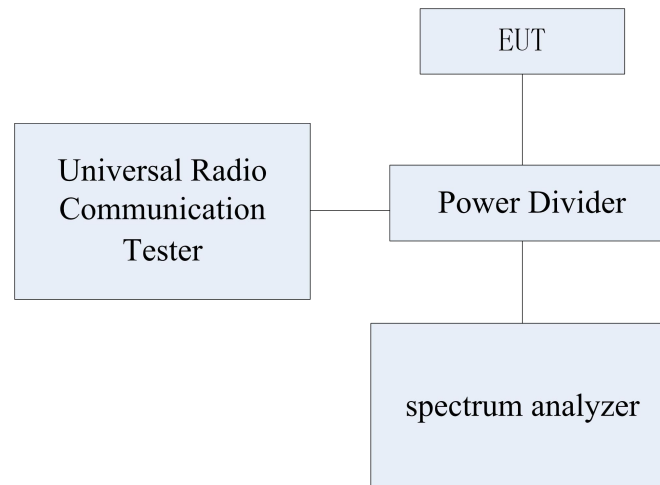 EUT
Universal Radio
Communication
Tester
Power Divider
spectrum analyzer